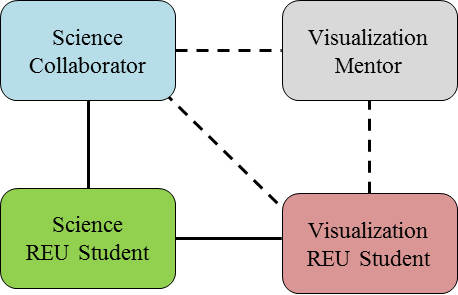 Science
Collaborator
Visualization
Mentor
Science
REU Student
Visualization
REU Student